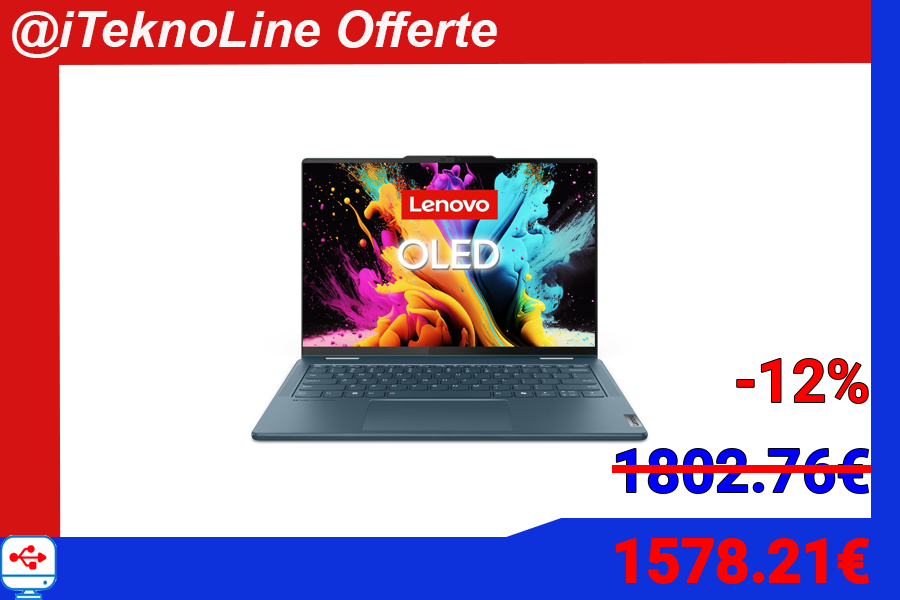 @iTeknoLine Offerte
Lenovo
OLED
-12%
1802.76€
1578.21€